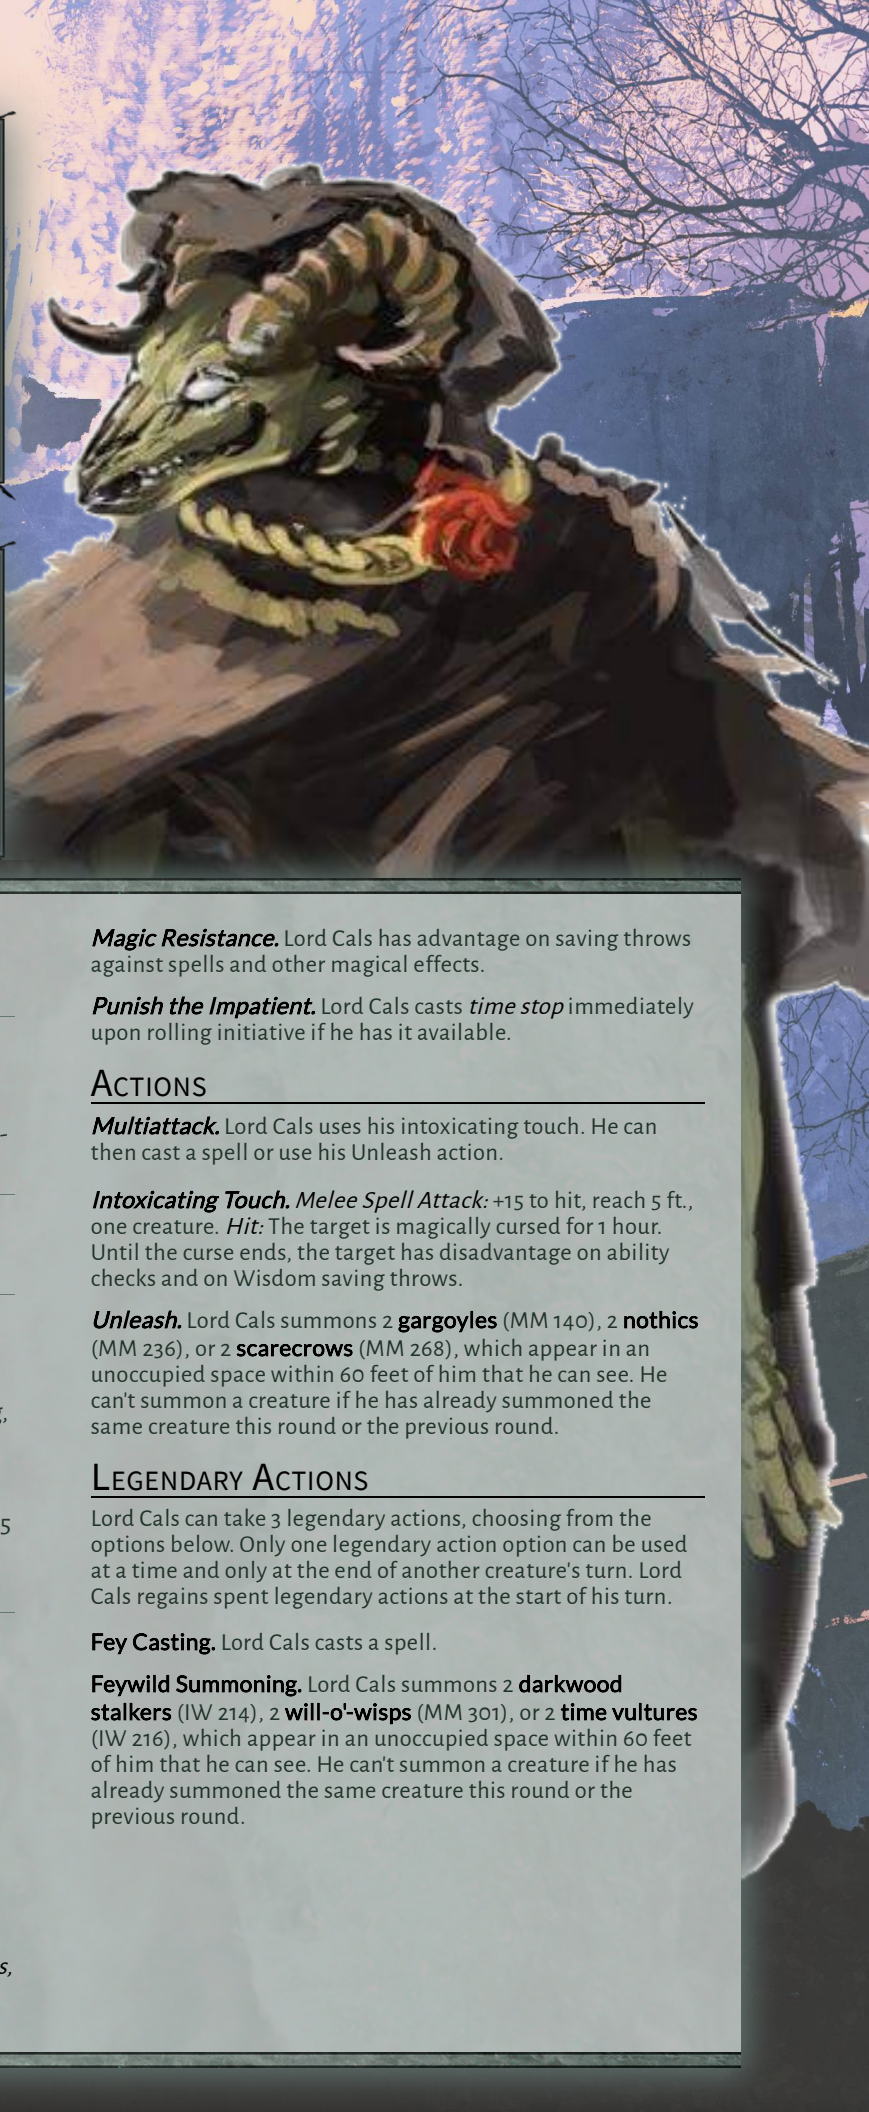 Magic Resistance. Lord Cals has advantage on saving throws
against spells and other magical effects.
Punish the Impatient. Lord Cals casts time stop immediately
upon rolling initiative if he has it available.
Actions
Multiattack. Lord Cals uses his intoxicating touch. He can
then cast a spell or use his Unleash action.
Intoxicating Touch. Melee Spell Attack: +15 to hit, reach 5 ft.,
one creature. Hit: The target is magically cursed for 1 hour.
Until the curse ends, the target has disadvantage on ability
checks and on Wisdom saving throws.
Unleash. Lord Cals summons 2 gargoyles (MM 140), 2 nothics
(MM 236), or 2 scarecrows (MM 268), which appear in an
unoccupied space within 60 feet of him that he can see. He
can't summon a creature if he has already summoned the
same creature this round or the previous round.
Legendary Actions
Lord Cals can take 3 legendary actions, choosing from the
options below. Only one legendary action option can be used
at a time and only at the end of another creature's turn. Lord
Cals regains spent legendary actions at the start of his turn.
Fey Casting. Lord Cals casts a spell.
Feywild Summoning. Lord Cals summons 2 darkwood
stalkers (IW 214), 2 will-o'-wisps (MM 301), or 2 time vultures
(IW 216), which appear in an unoccupied space within 60 feet
of him that he can see. He can't summon a creature if he has
already summoned the same creature this round or the
previous round.